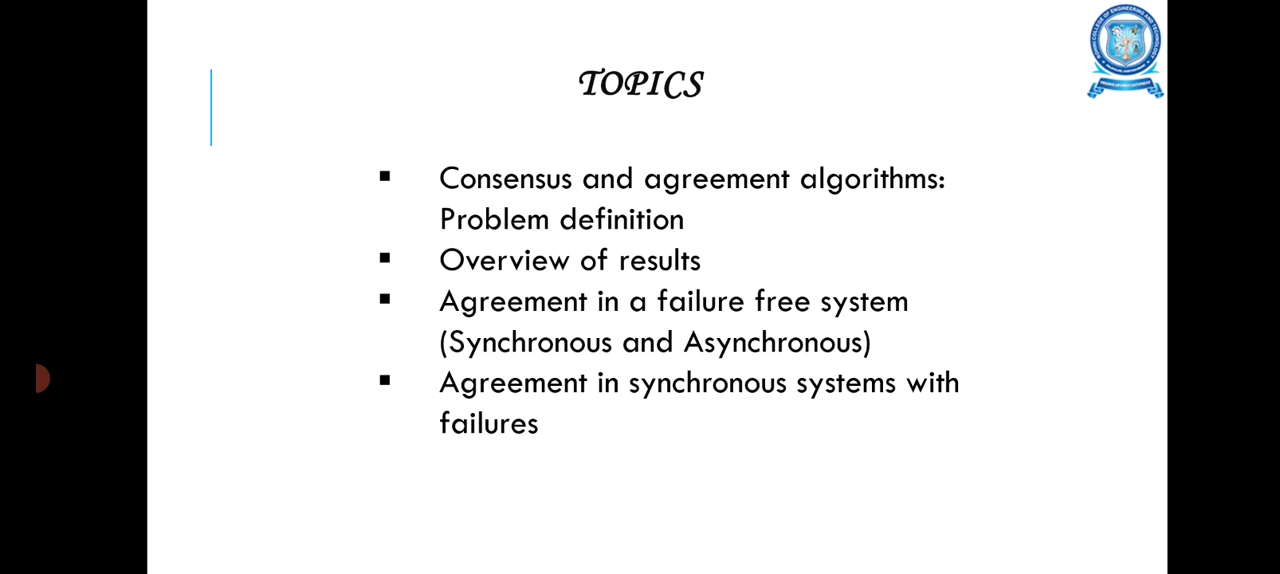 TOPICS
Consensus and agreement algorithms:
Problem definition
Overview of results
Agreement in a failure free system
(Synchronous and Asynchronous)
Agreement in synchronous systems with
failures